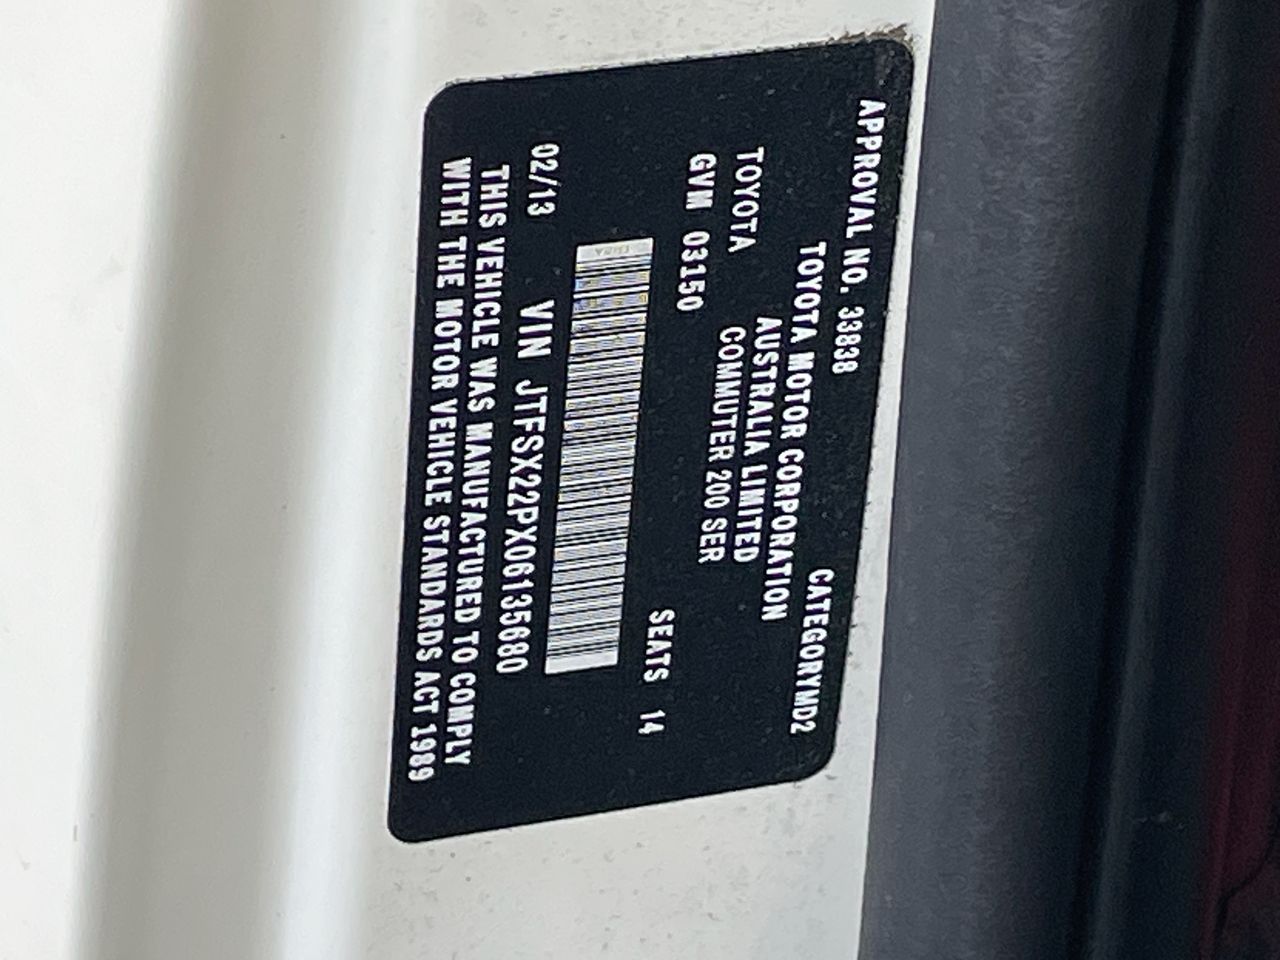 APPROVAL NO. 33838 CATEGORYMD2
TOYOTA MOTOR CORPORATION
AUSTRALIA LIMITED
TOYOTA COMMUTER 200 SER
GVM 03150 SEATS 14
02/13 VIN JTFSX22PX06135680
THIS VEHICLE WAS MANUFACTURED TO COMPLY
WITH THE MOTOR VEHICLE STANDARDS ACT 1989